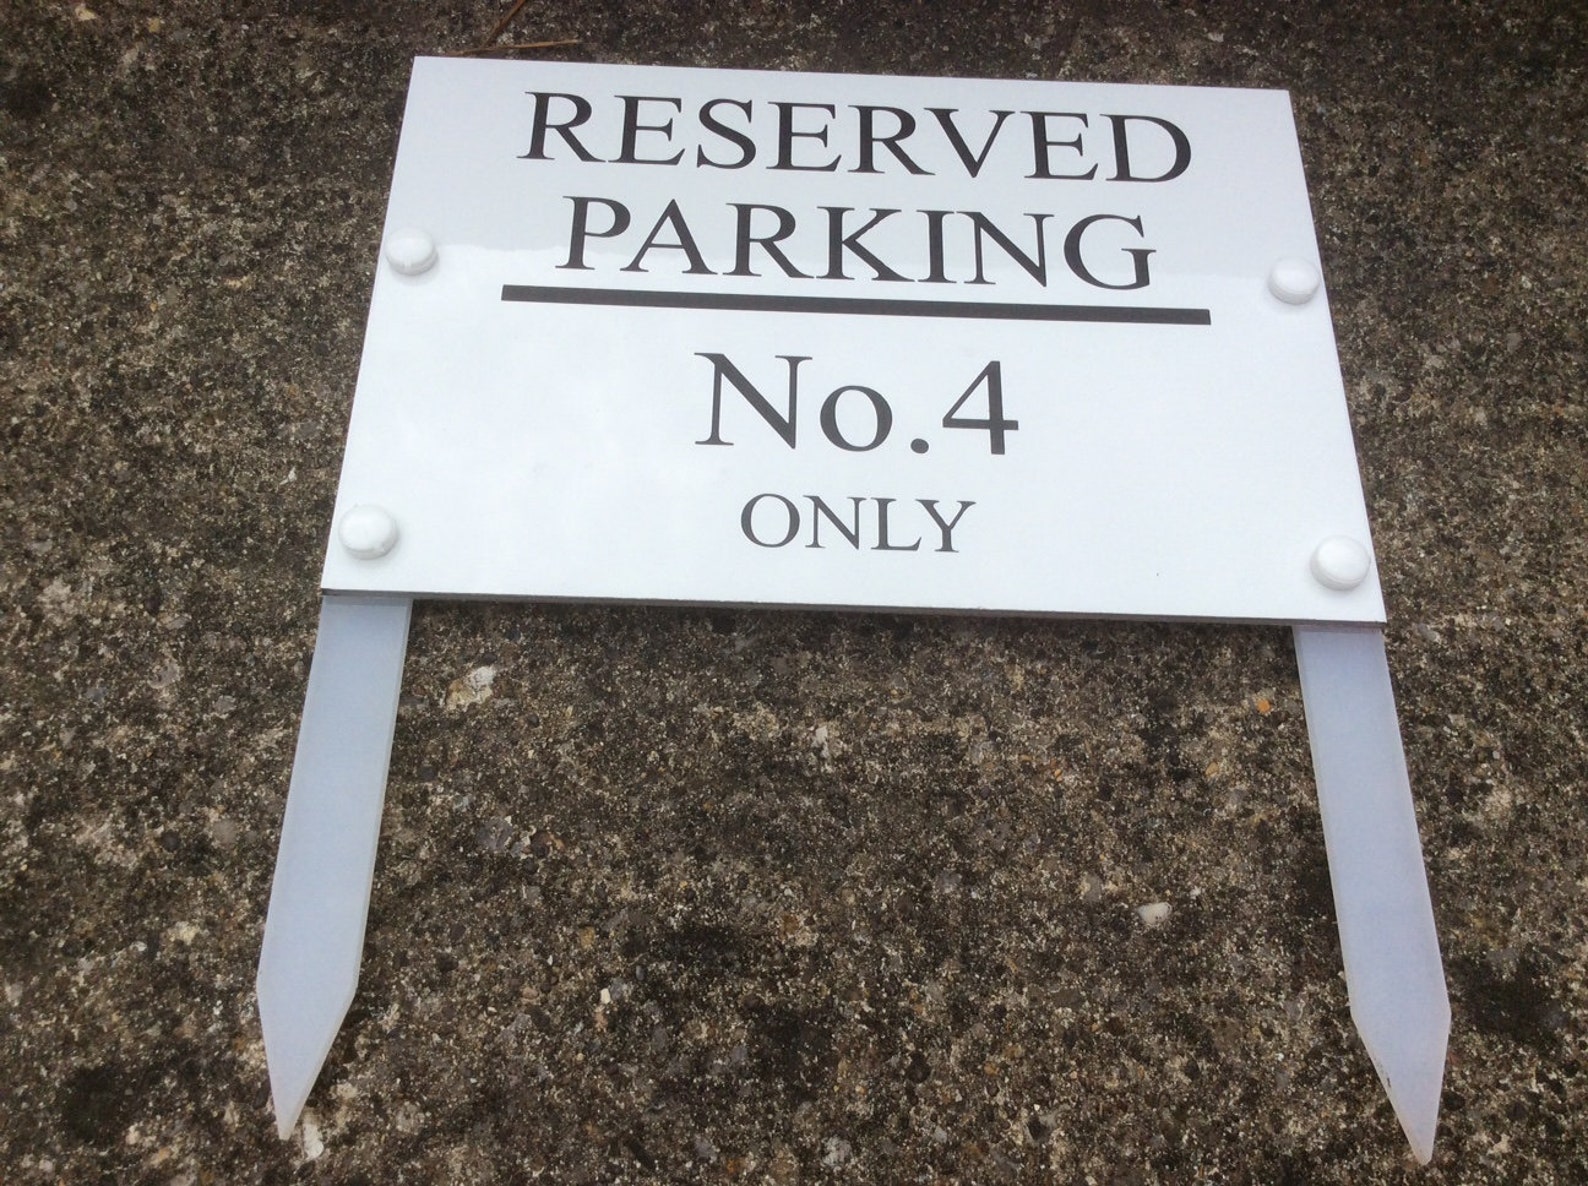 RESERVED
PARKING
No.4
ONLY